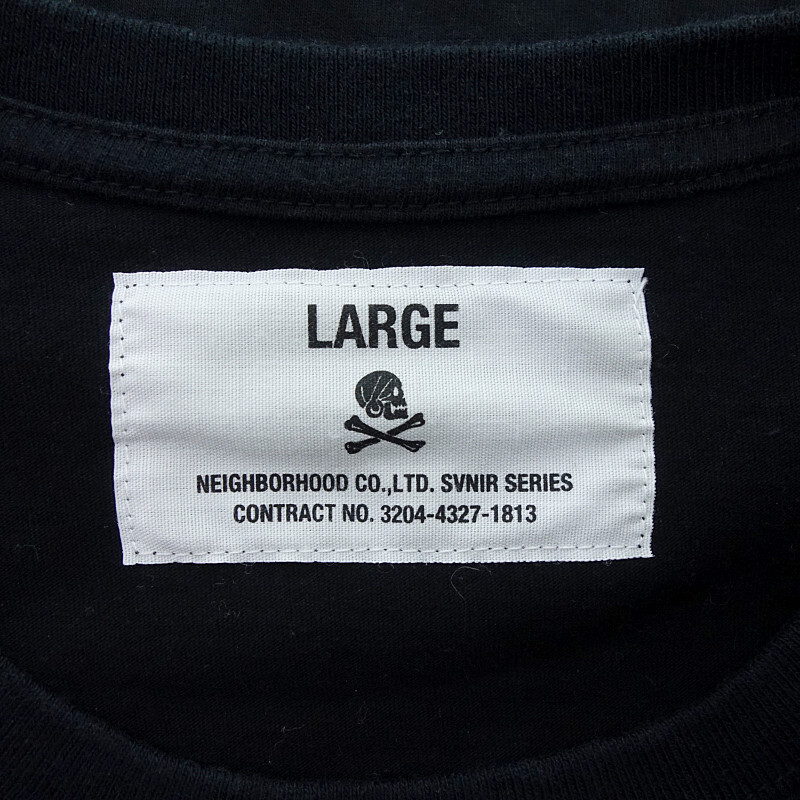 LARGE
NEIGHBORHOOD CO.,LTD. SVNIR SERIES
CONTRACT NO. 3204-4327-1813